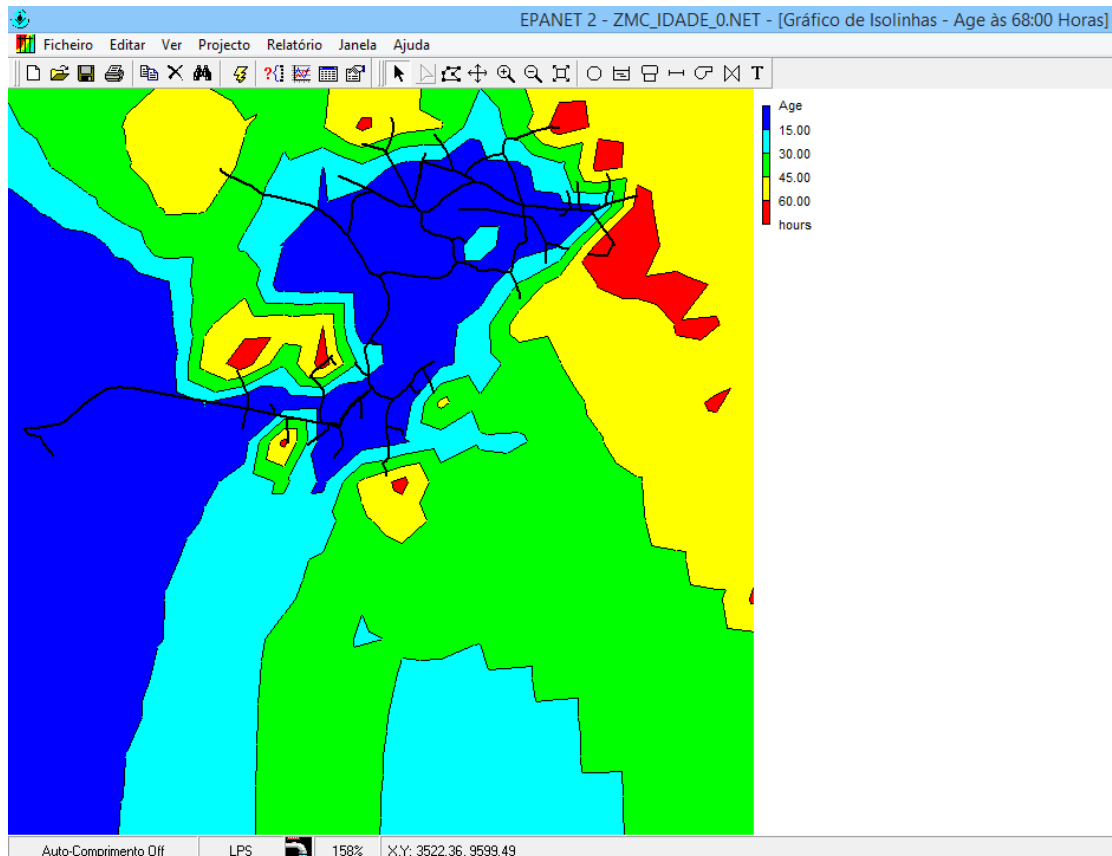 EPANET 2 - ZMC_IDADE_0.NET - [Gráfico de Isolinhas - Age às 68:00 Horas]
Ficheiro Editar Ver Projecto Relatório Janela Ajuda
T
Age
15.00
30.00
45.00
60.00
hours
Auto-Comprimento Off LPS 158% X,Y: 3522.36, 9599.49